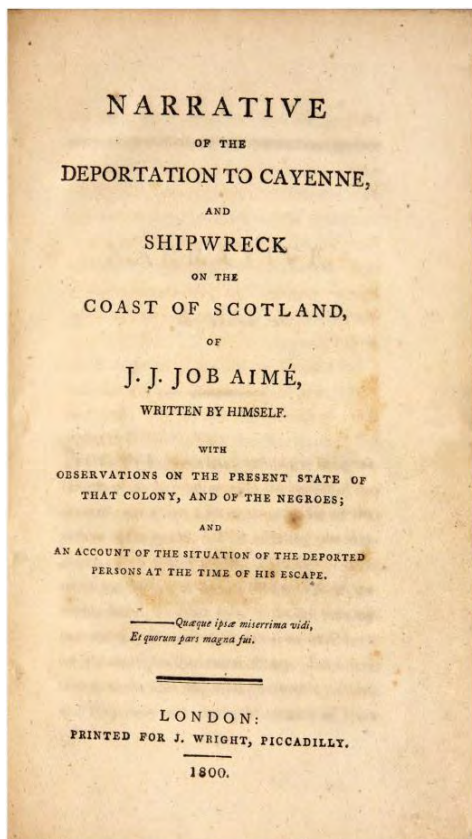 NARRATIVE
OF THE
DEPORTATION TO CAYENNE,
AND
SHIPWRECK
ON THE
COAST OF SCOTLAND,
OF
J. J. JOB AIMÉ,
WRITTEN BY HIMSELF.
WITH
OBSERVATIONS ON THE PRESENT STATE OF
THAT COLONY, AND OF THE NEGROES;
AND
AN ACCOUNT OF THE SITUATION OF THE DEPORTED
PERSONS AT THE TIME OF HIS ESCAPE.
———Quæque ipsæ miserrima vidi,
Et quorum pars magna fui.
LONDON:
PRINTED FOR J. WRIGHT, PICCADILLY.
1800.